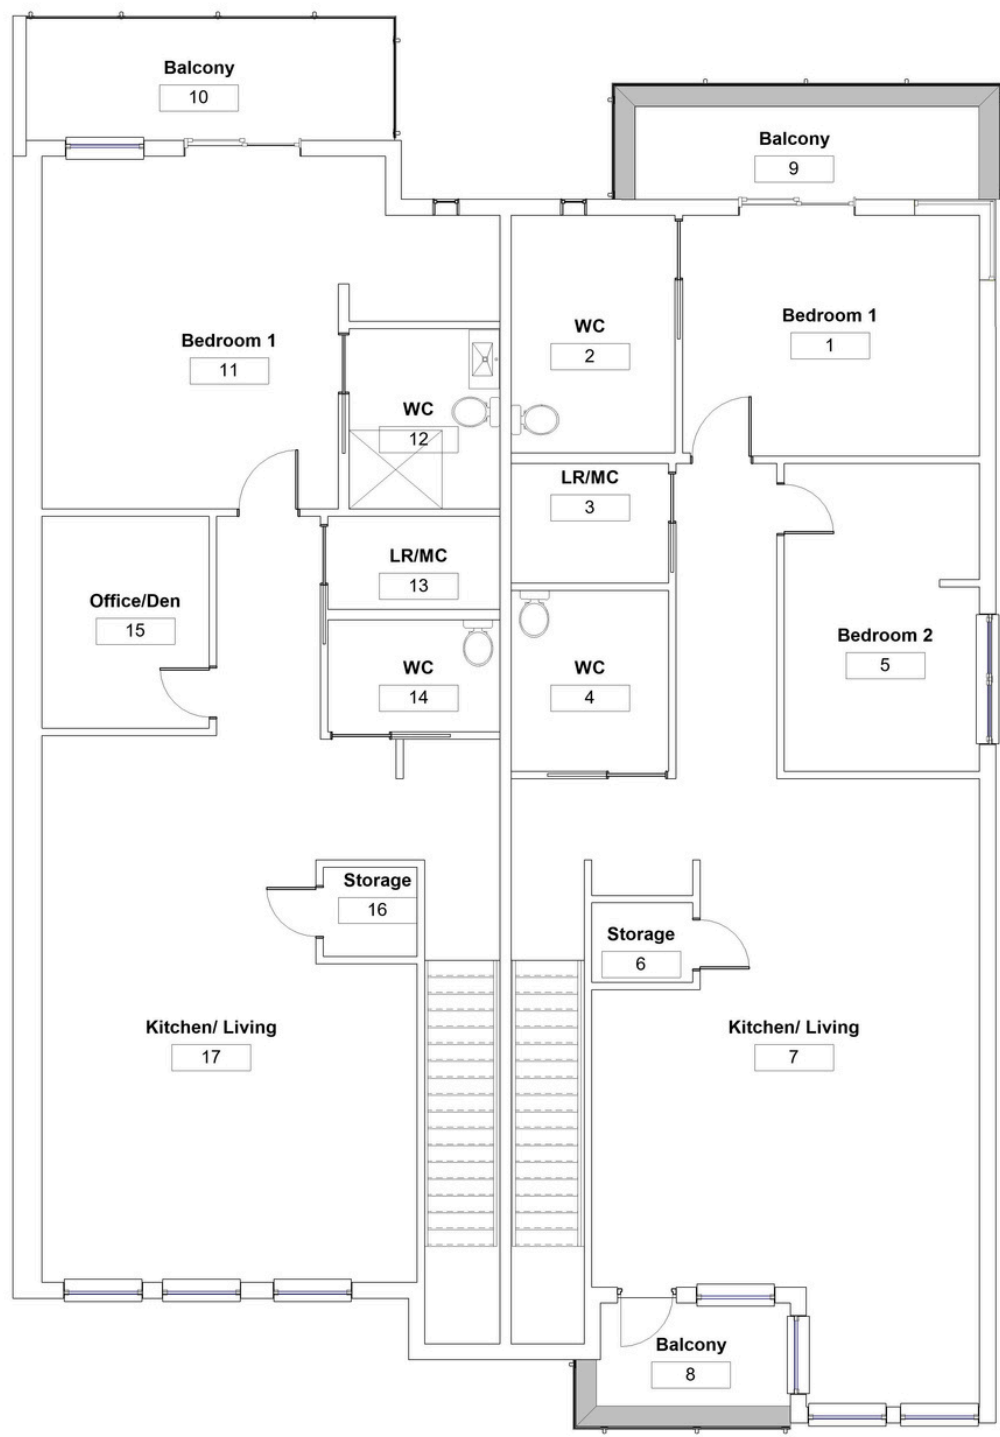 Balcony
10
Balcony
9
Bedroom 1
11
WC
2
Bedroom 1
1
WC
12
LR/MC
3
LR/MC
13
Office/Den
15
WC
14
WC
4
Bedroom 2
5
Storage
16
Storage
6
Kitchen/ Living
17
Kitchen/ Living
7
Balcony
8